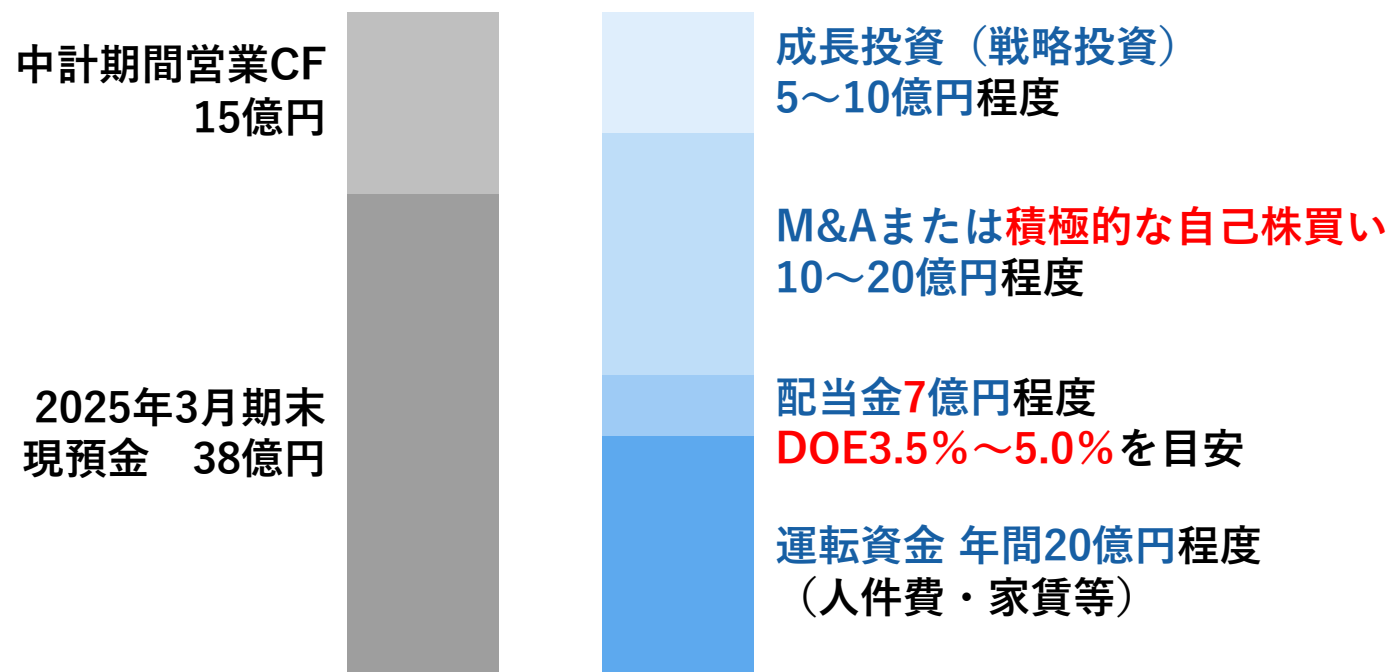 中計期間営業CF
15億円
2025年3月期末
現預金　38億円
成長投資（戦略投資）
5～10億円程度
M&Aまたは積極的な自己株買い
10～20億円程度
配当金7億円程度
DOE3.5％～5.0％を目安
運転資金 年間20億円程度
（人件費・家賃等）